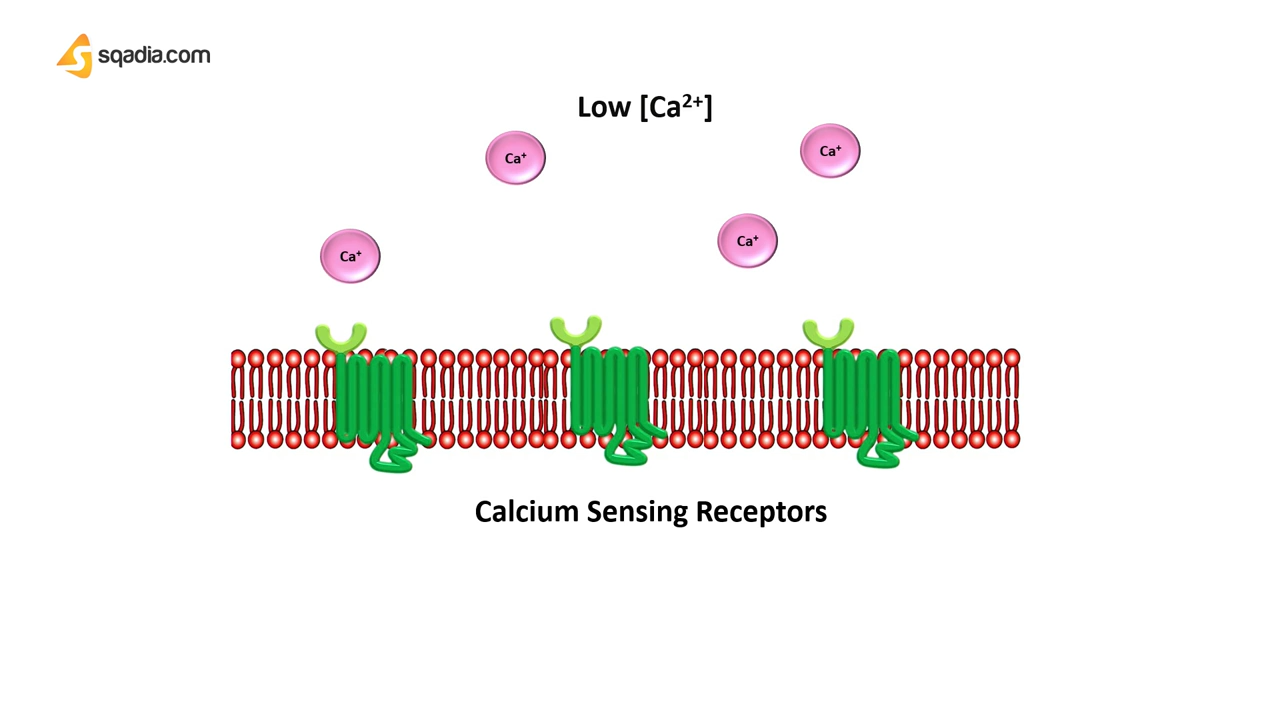 sqadia.com
Low [Ca²⁺]
Ca⁺
Ca⁺
Ca⁺
Ca⁺
Calcium Sensing Receptors